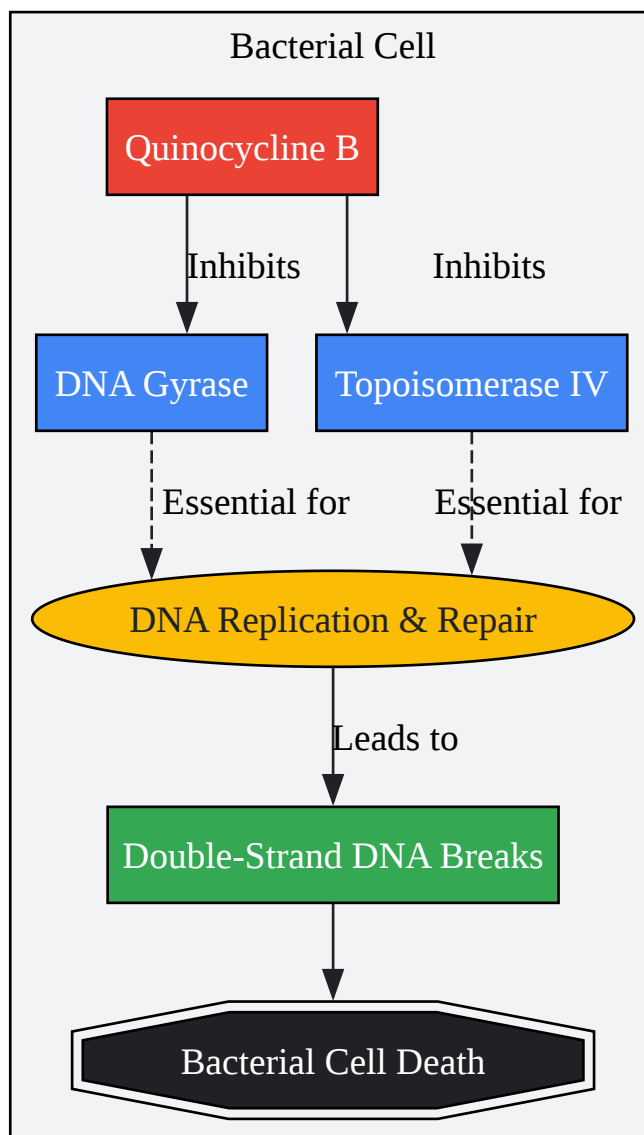 Bacterial Cell
Quinocycline B
Inhibits
Inhibits
DNA Gyrase
Topoisomerase IV
Essential for
Essential for
DNA Replication & Repair
Leads to
Double-Strand DNA Breaks
Bacterial Cell Death